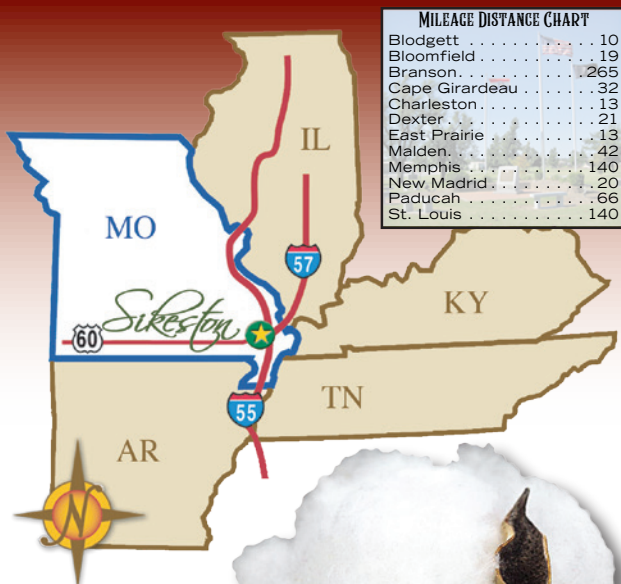 MILEAGE DISTANCE CHART
Blodgett . . . . . . . . . . . . 10
Bloomfield . . . . . . . . . . . 19
Branson. . . . . . . . . . . . 265
Cape Girardeau . . . . . . 32
Charleston . . . . . . . . . . 13
Dexter . . . . . . . . . . . . . 21
East Prairie . . . . . . . . . 13
Malden. . . . . . . . . . . . . 42
Memphis . . . . . . . . . . 140
New Madrid . . . . . . . . . 20
Paducah . . . . . . . . . . . 66
St. Louis . . . . . . . . . . 140
IL
MO
57
KY
Sikeston
60
TN
55
AR
N